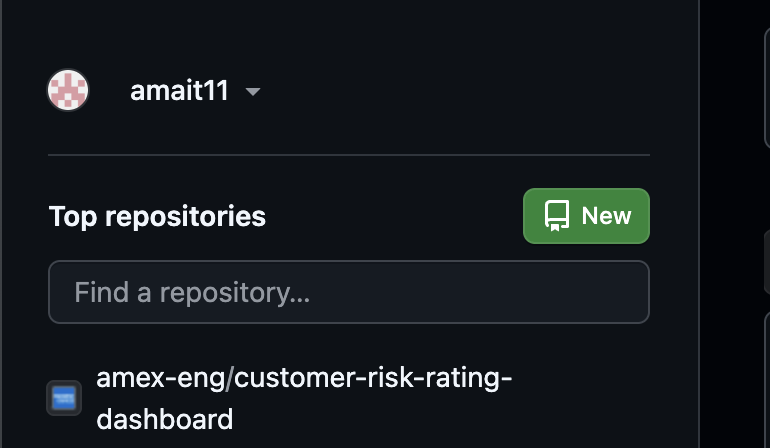 amait11
Top repositories
New
Find a repository...
amex-eng/customer-risk-rating-
dashboard